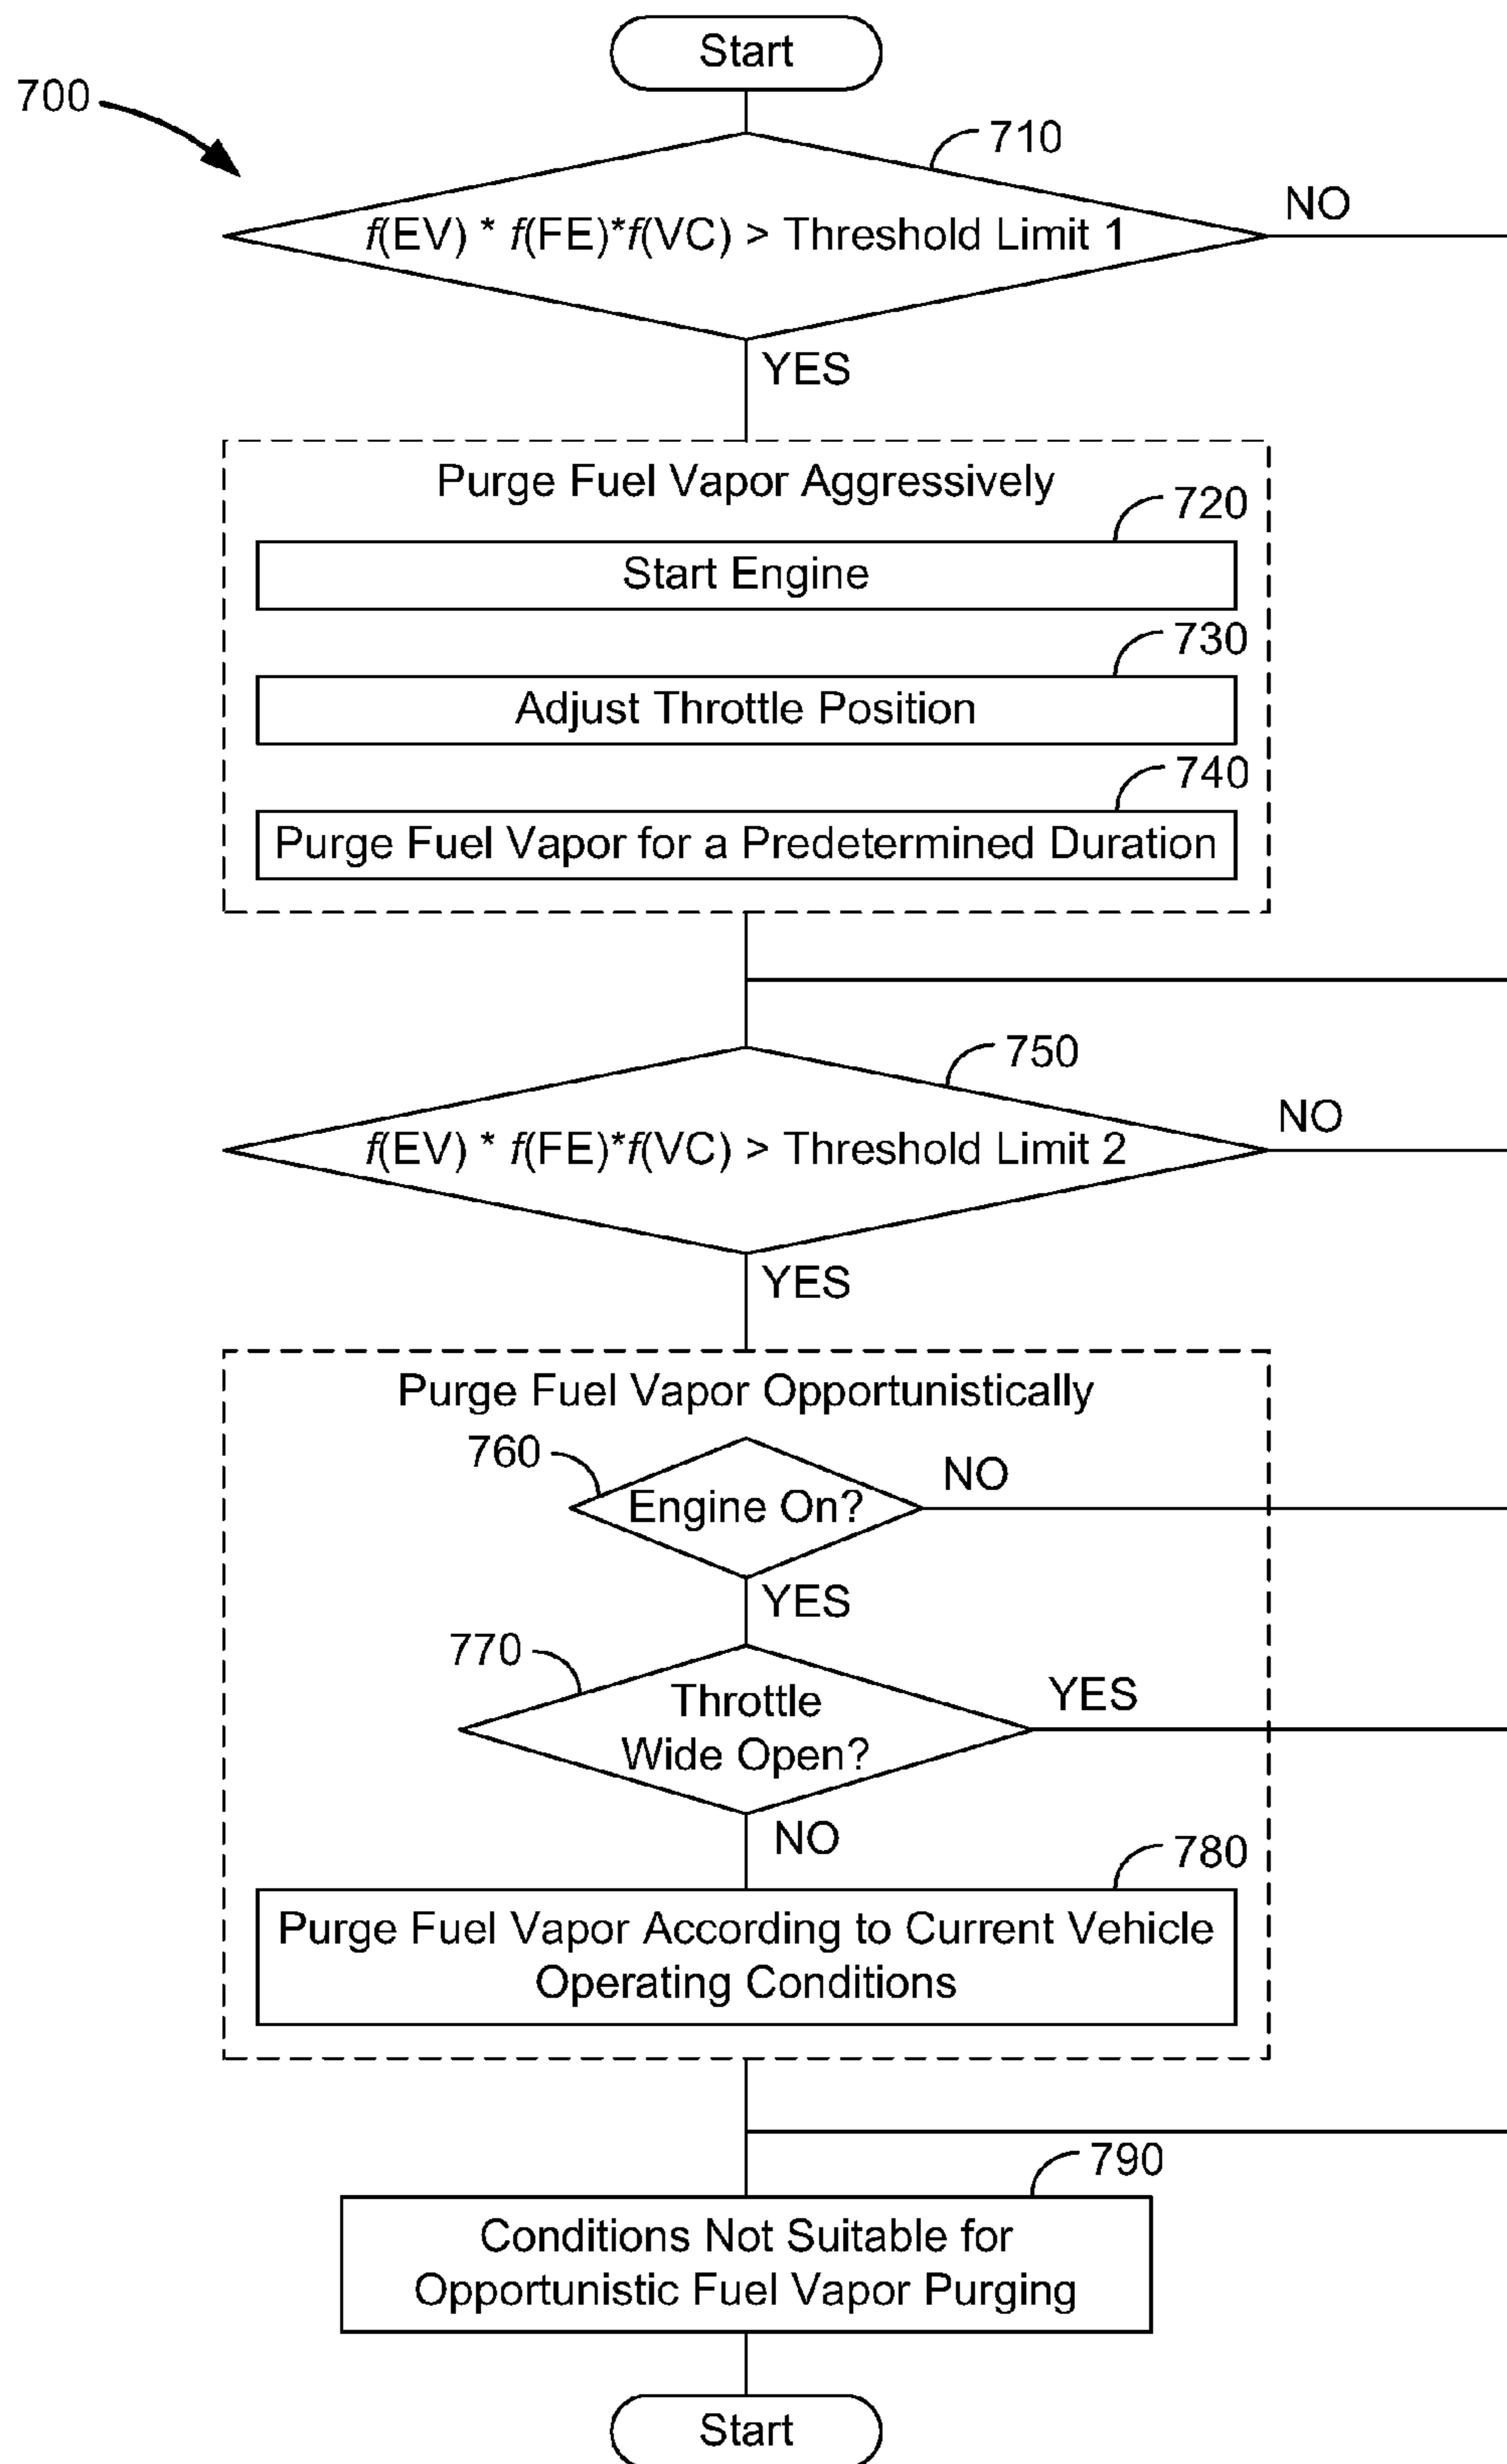 Start
700
710
f(EV) * f(FE)*f(VC) > Threshold Limit 1
NO
YES
Purge Fuel Vapor Aggressively
720
Start Engine
730
Adjust Throttle Position
740
Purge Fuel Vapor for a Predetermined Duration
750
f(EV) * f(FE)*f(VC) > Threshold Limit 2
NO
YES
Purge Fuel Vapor Opportunistically
760
Engine On?
NO
YES
770
Throttle
Wide Open?
YES
NO
780
Purge Fuel Vapor According to Current Vehicle
Operating Conditions
790
Conditions Not Suitable for
Opportunistic Fuel Vapor Purging
Start